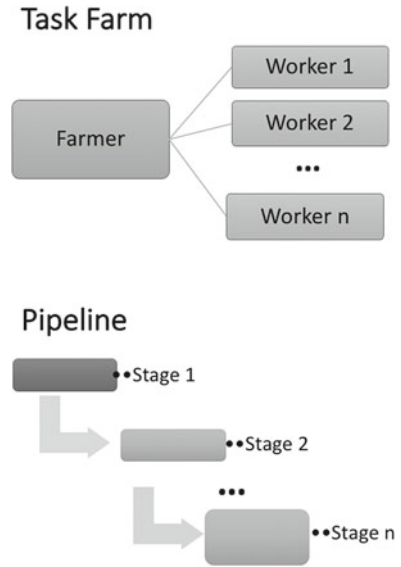 Task Farm
Worker 1
Farmer
Worker 2
...
Worker n
Pipeline
Stage 1
Stage 2
...
Stage n